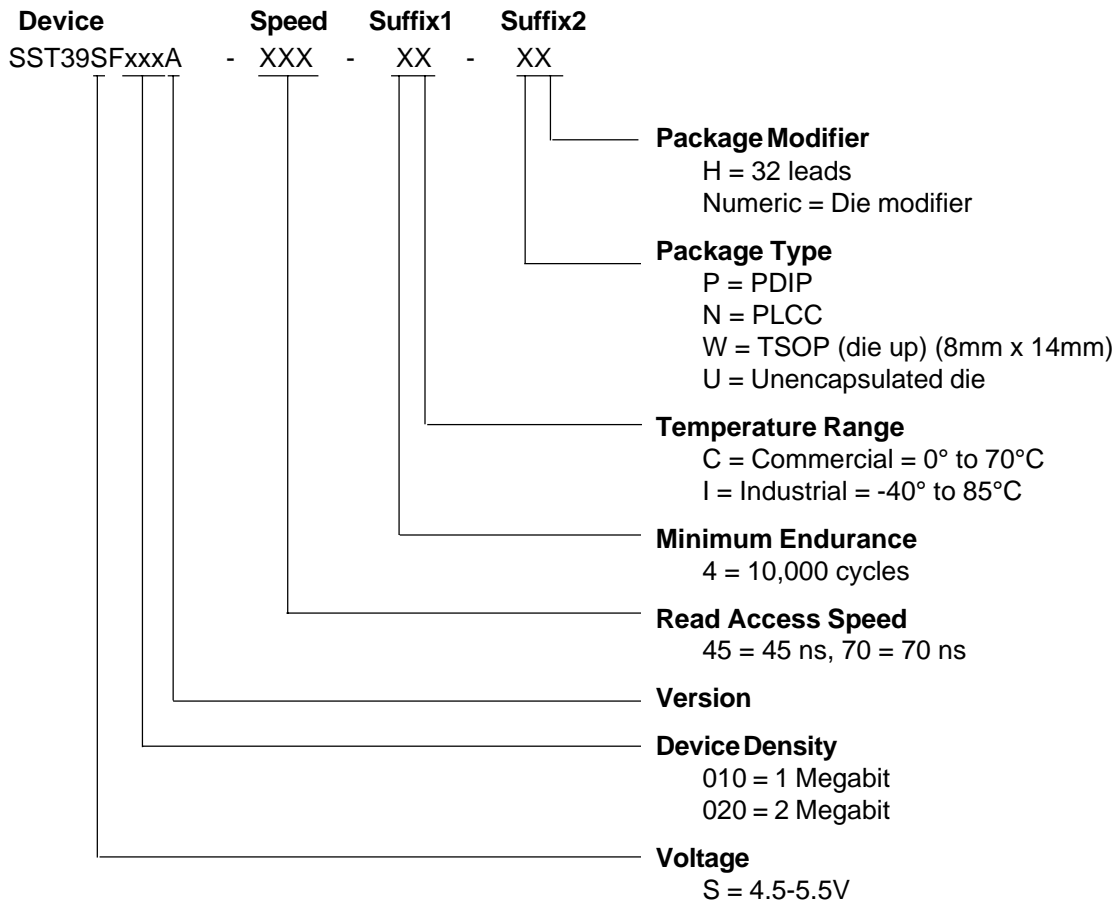 Device Speed Suffix1 Suffix2
SST39SFxxxA - XXX - XX - XX
Package Modifier
H = 32 leads
Numeric = Die modifier
Package Type
P = PDIP
N = PLCC
W = TSOP (die up) (8mm x 14mm)
U = Unencapsulated die
Temperature Range
C = Commercial = 0° to 70°C
I = Industrial = -40° to 85°C
Minimum Endurance
4 = 10,000 cycles
Read Access Speed
45 = 45 ns, 70 = 70 ns
Version
Device Density
010 = 1 Megabit
020 = 2 Megabit
Voltage
S = 4.5-5.5V